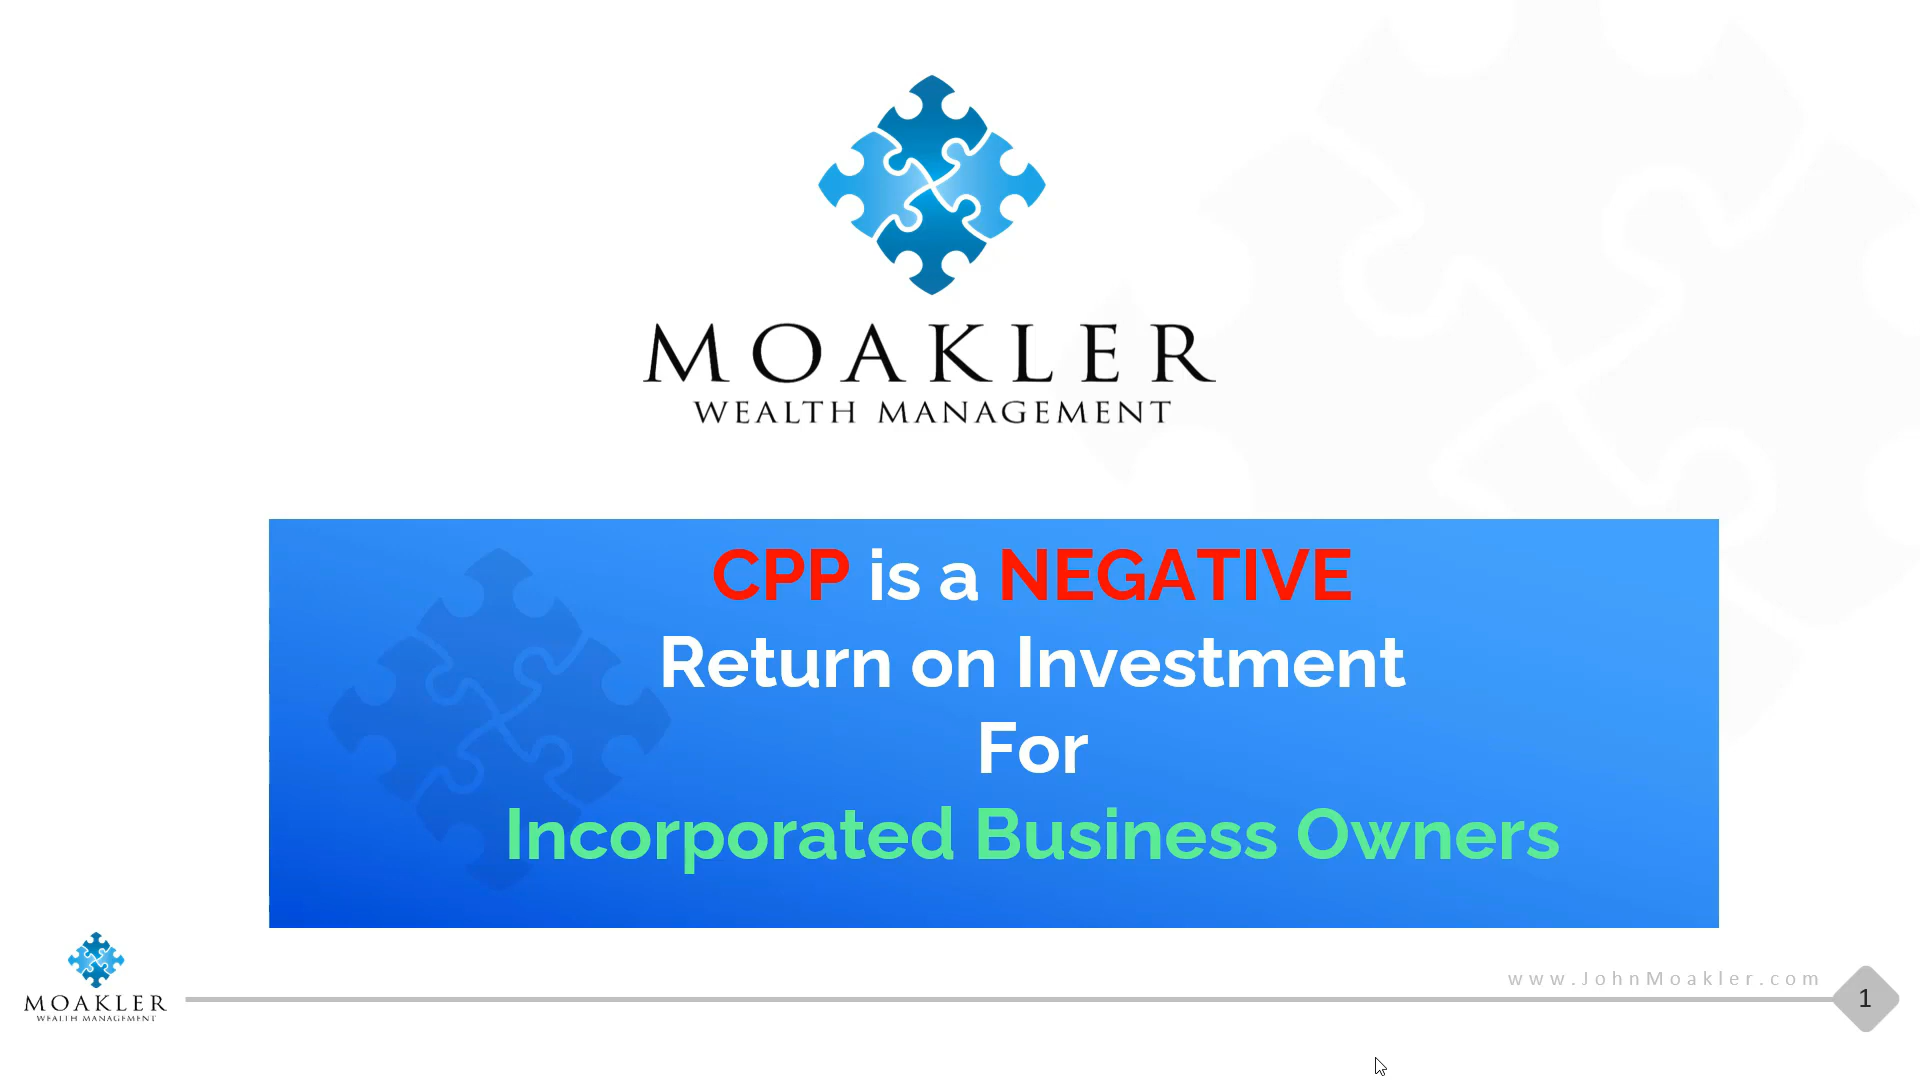 MOAKLER
WEALTH MANAGEMENT
CPP is a NEGATIVE
Return on Investment
For
Incorporated Business Owners
MOAKLER
WEALTH MANAGEMENT
www.JohnMoakler.com
1